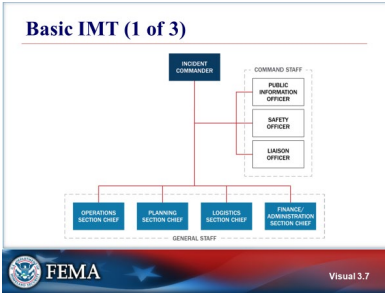 Basic IMT (1 of 3)
INCIDENT
COMMANDER
COMMAND STAFF
PUBLIC
INFORMATION
OFFICER
SAFETY
OFFICER
LIAISON
OFFICER
OPERATIONS
SECTION CHIEF
PLANNING
SECTION CHIEF
LOGISTICS
SECTION CHIEF
FINANCE/
ADMINISTRATION
SECTION CHIEF
GENERAL STAFF
FEMA
Visual 3.7